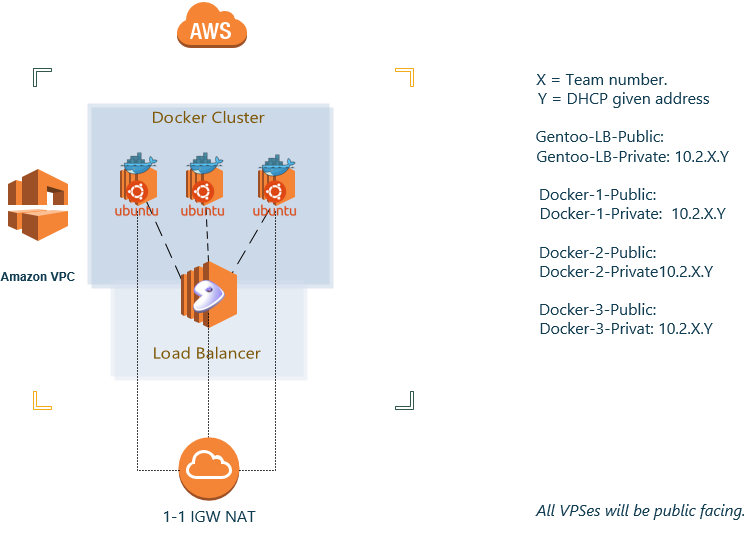 AWS
Docker Cluster
ubuntu
ubuntu
ubuntu
Amazon VPC
Load Balancer
1-1 IGW NAT
X = Team number.
Y = DHCP given address
Gentoo-LB-Public:
Gentoo-LB-Private: 10.2.X.Y
Docker-1-Public:
Docker-1-Private: 10.2.X.Y
Docker-2-Public:
Docker-2-Private10.2.X.Y
Docker-3-Public:
Docker-3-Privat: 10.2.X.Y
All VPSes will be public facing.